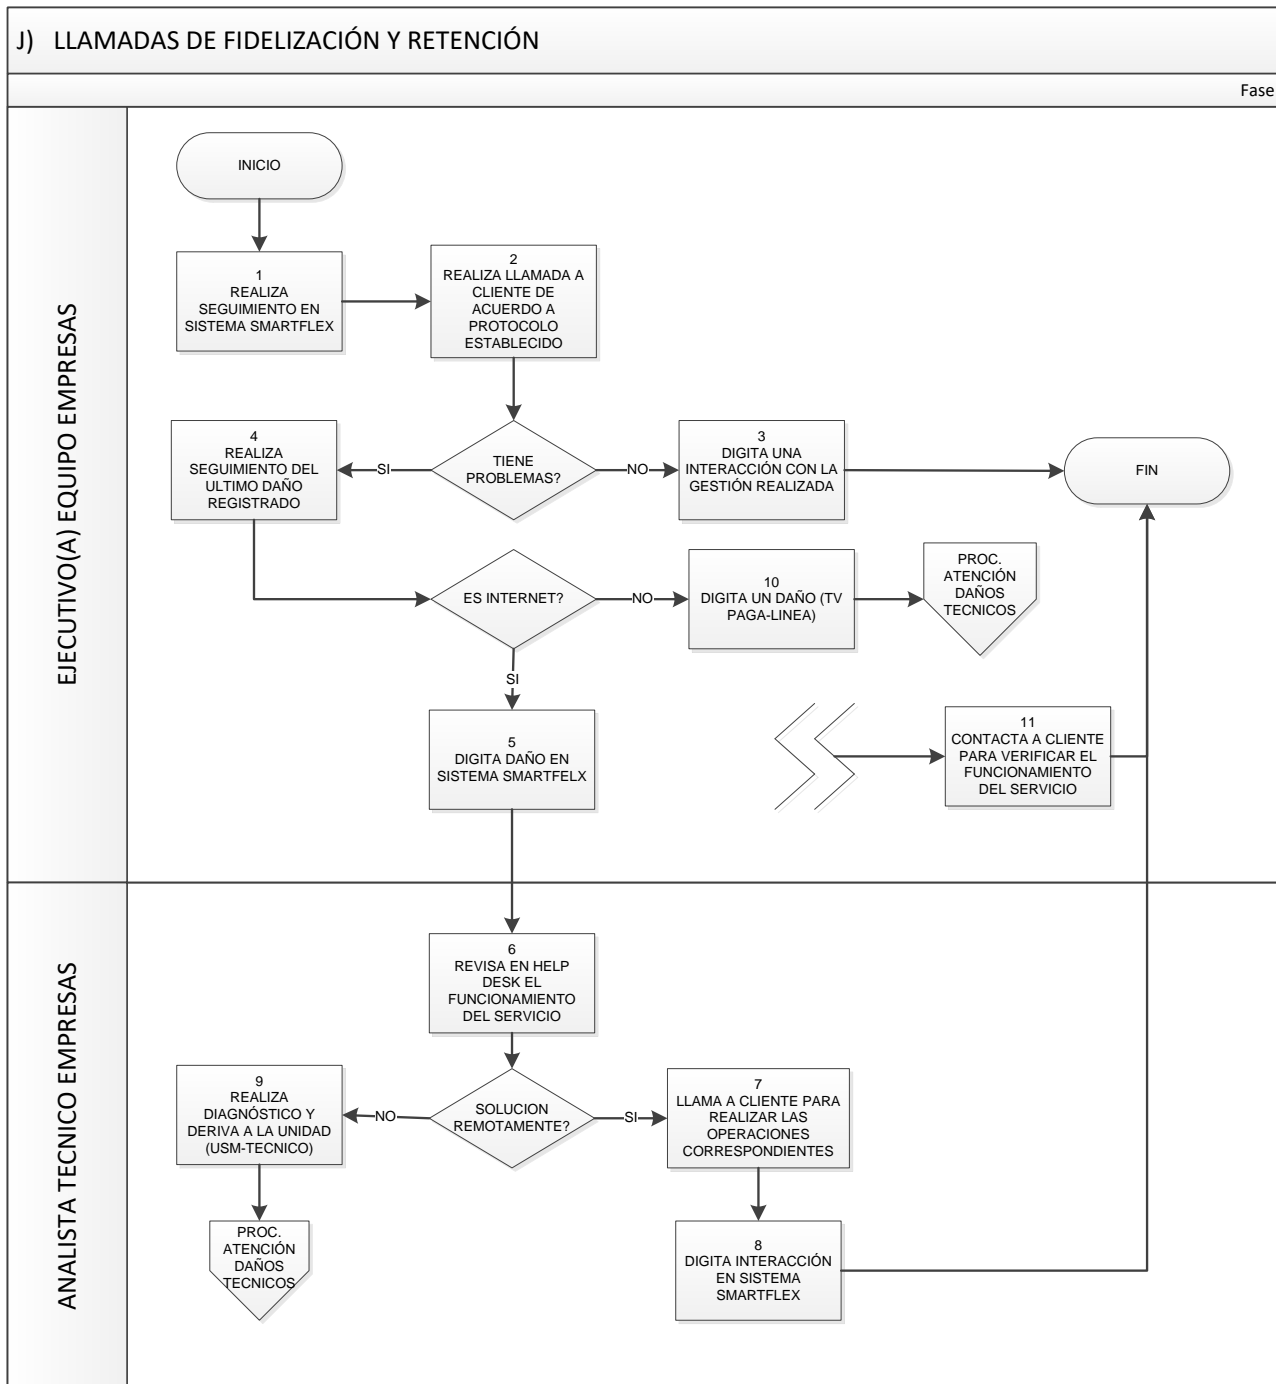 J) LLAMADAS DE FIDELIZACIÓN Y RETENCIÓN
Fase
EJECUTIVO(A) EQUIPO EMPRESAS
INICIO
1
REALIZA
SEGUIMIENTO EN
SISTEMA SMARTFLEX
2
REALIZA LLAMADA A
CLIENTE DE
ACUERDO A
PROTOCOLO
ESTABLECIDO
TIENE
PROBLEMAS?
SI
NO
4
REALIZA
SEGUIMIENTO DEL
ULTIMO DAÑO
REGISTRADO
3
DIGITA UNA
INTERACCIÓN CON LA
GESTIÓN REALIZADA
FIN
ES INTERNET?
NO
SI
10
DIGITA UN DAÑO (TV
PAGA-LINEA)
PROC.
ATENCIÓN
DAÑOS
TECNICOS
5
DIGITA DAÑO EN
SISTEMA SMARTFELX
11
CONTACTA A CLIENTE
PARA VERIFICAR EL
FUNCIONAMIENTO
DEL SERVICIO
ANALISTA TECNICO EMPRESAS
6
REVISA EN HELP
DESK EL
FUNCIONAMIENTO
DEL SERVICIO
SOLUCION
REMOTAMENTE?
NO
SI
9
REALIZA
DIAGNÓSTICO Y
DERIVA A LA UNIDAD
(USM-TECNICO)
7
LLAMA A CLIENTE PARA
REALIZAR LAS
OPERACIONES
CORRESPONDIENTES
PROC.
ATENCIÓN
DAÑOS
TECNICOS
8
DIGITA INTERACCIÓN
EN SISTEMA
SMARTFLEX